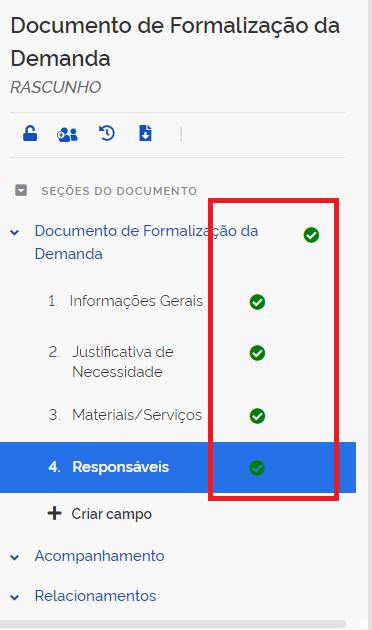 Documento de Formalização da
Demanda
RASCUNHO
SEÇÕES DO DOCUMENTO
Documento de Formalização da
Demanda
1. Informações Gerais
2. Justificativa de
Necessidade
3. Materiais/Serviços
4. Responsáveis
Criar campo
Acompanhamento
Relacionamentos